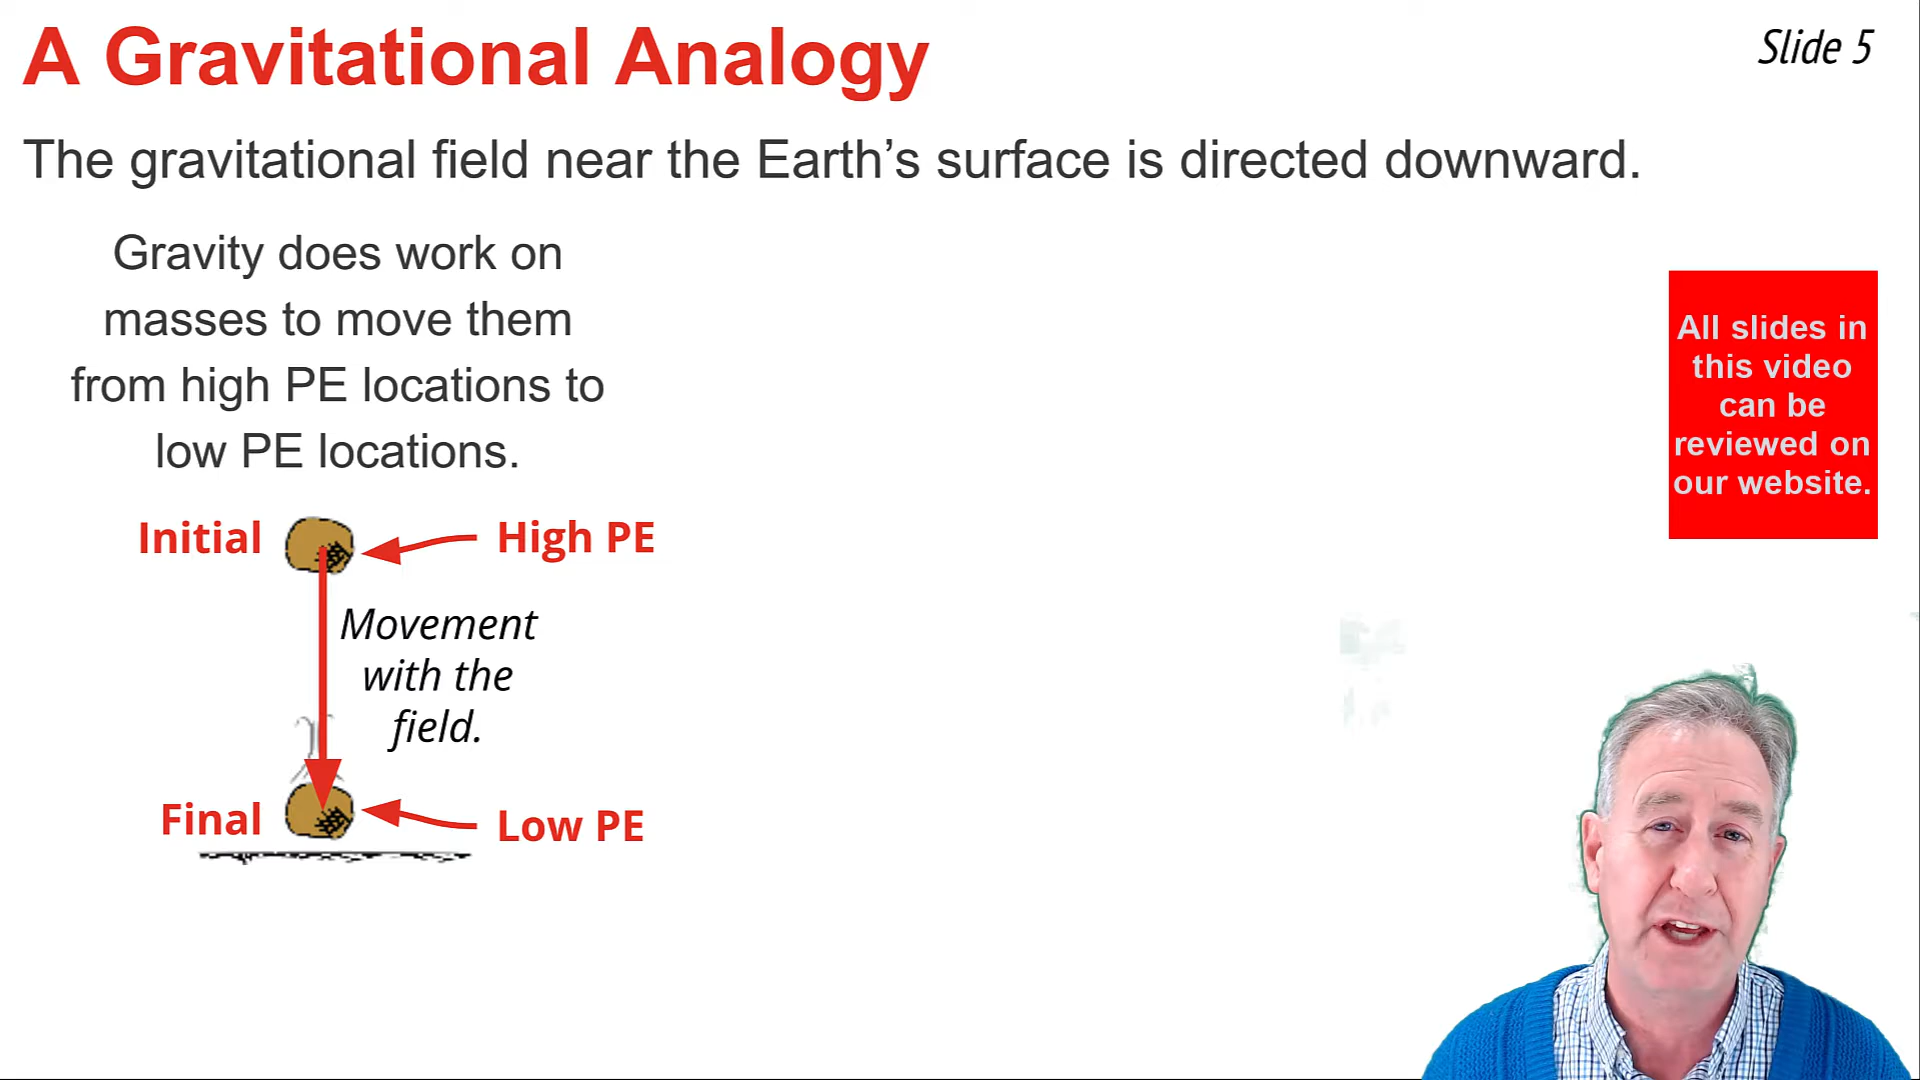 A Gravitational Analogy
Slide 5
The gravitational field near the Earth’s surface is directed downward.
Gravity does work on
masses to move them
from high PE locations to
low PE locations.
All slides in
this video
can be
reviewed on
our website.
Initial
High PE
Movement
with the
field.
Final
Low PE